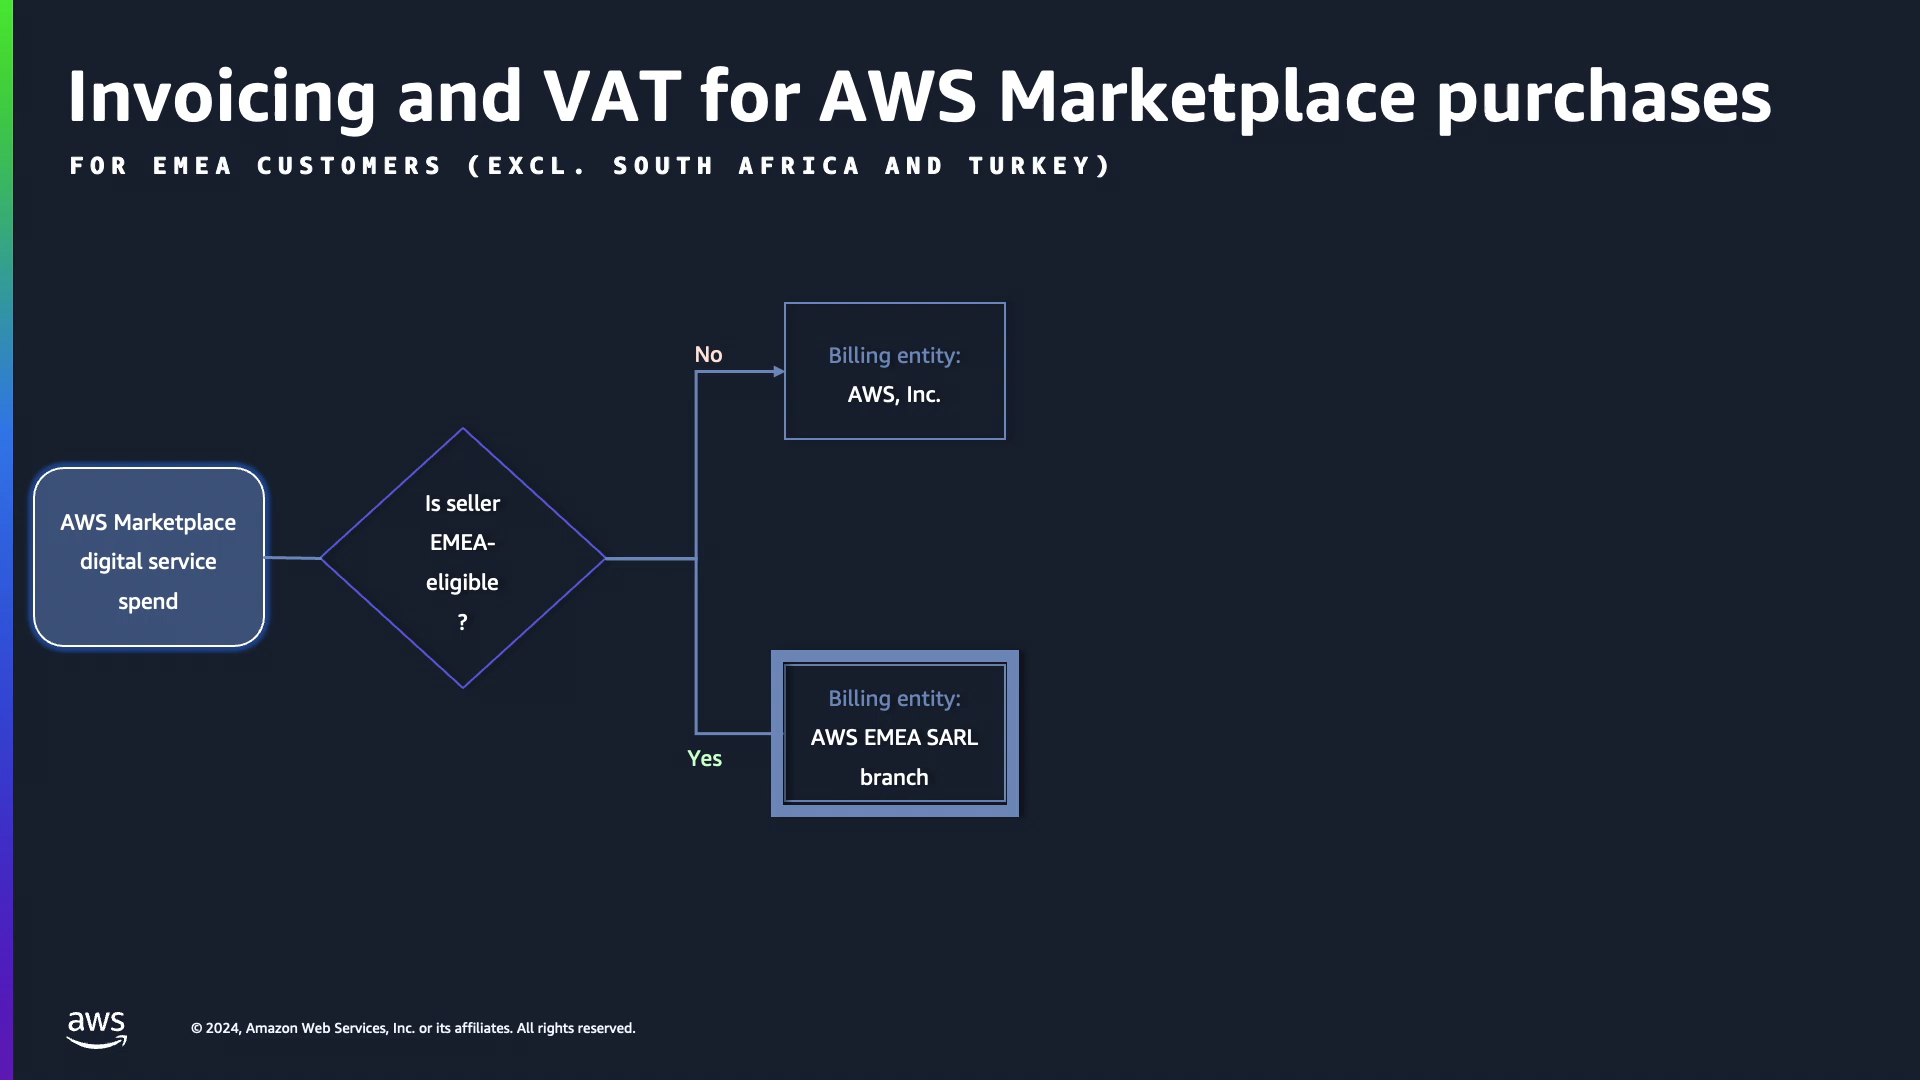 Invoicing and VAT for AWS Marketplace purchases
FOR EMEA CUSTOMERS (EXCL. SOUTH AFRICA AND TURKEY)
AWS Marketplace
digital service
spend
Is seller
EMEA-
eligible
?
No
Billing entity:
AWS, Inc.
Yes
Billing entity:
AWS EMEA SARL
branch
aws
© 2024, Amazon Web Services, Inc. or its affiliates. All rights reserved.